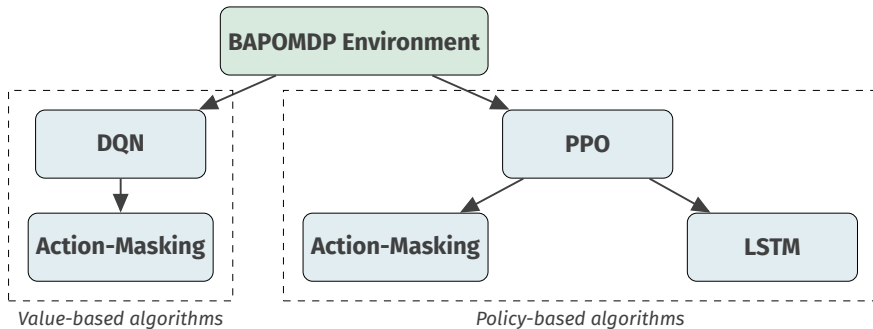 BAPOMDP Environment
DQN
PPO
Action-Masking
Action-Masking
LSTM
Value-based algorithms
Policy-based algorithms